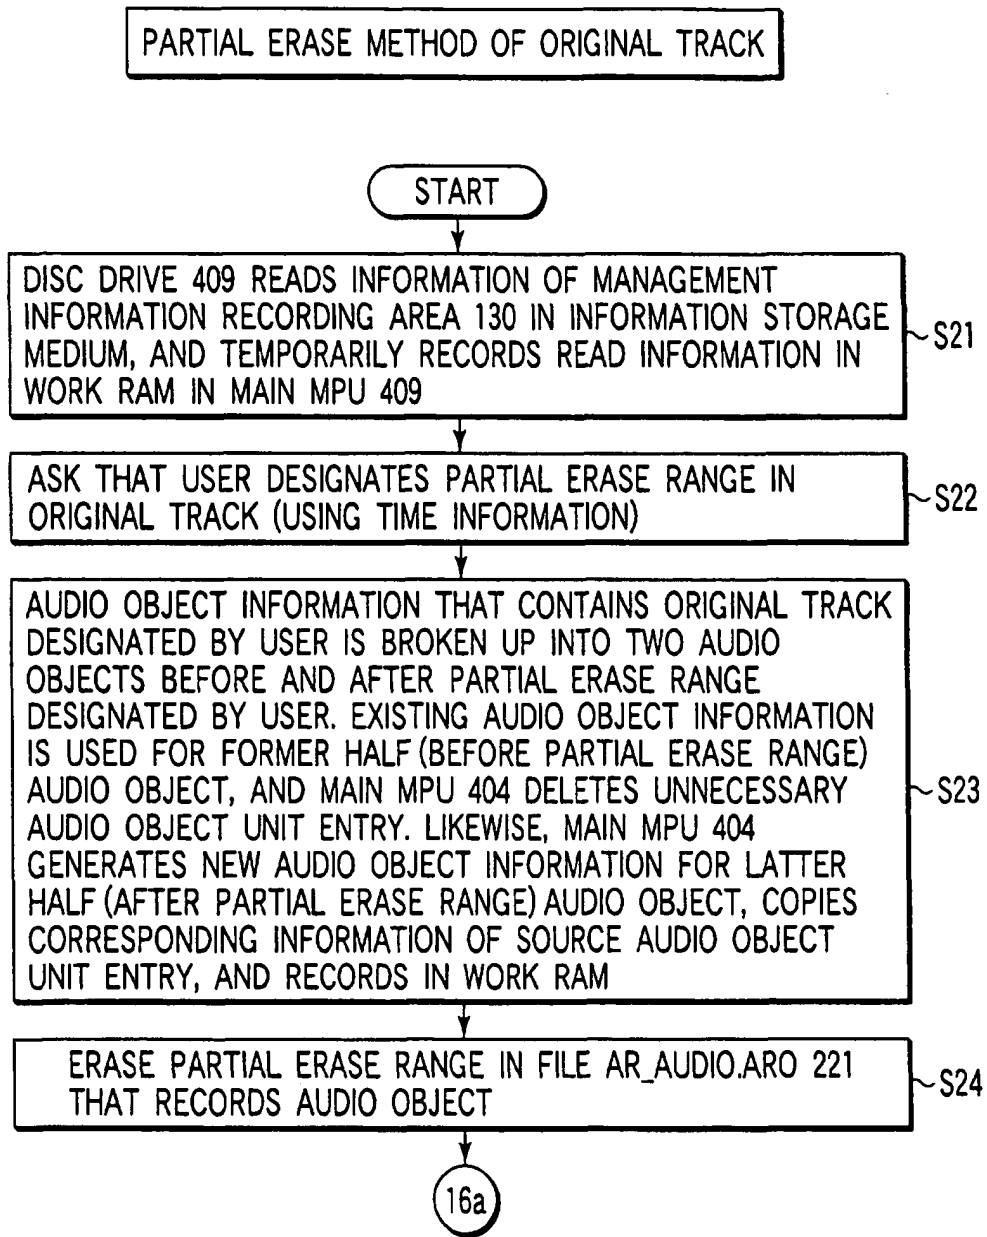 PARTIAL ERASE METHOD OF ORIGINAL TRACK
START
DISC DRIVE 409 READS INFORMATION OF MANAGEMENT
INFORMATION RECORDING AREA 130 IN INFORMATION STORAGE
MEDIUM, AND TEMPORARILY RECORDS READ INFORMATION IN
WORK RAM IN MAIN MPU 409
S21
ASK THAT USER DESIGNATES PARTIAL ERASE RANGE IN
ORIGINAL TRACK (USING TIME INFORMATION)
S22
AUDIO OBJECT INFORMATION THAT CONTAINS ORIGINAL TRACK
DESIGNATED BY USER IS BROKEN UP INTO TWO AUDIO
OBJECTS BEFORE AND AFTER PARTIAL ERASE RANGE
DESIGNATED BY USER. EXISTING AUDIO OBJECT INFORMATION
IS USED FOR FORMER HALF (BEFORE PARTIAL ERASE RANGE)
AUDIO OBJECT, AND MAIN MPU 404 DELETES UNNECESSARY
AUDIO OBJECT UNIT ENTRY. LIKEWISE, MAIN MPU 404
GENERATES NEW AUDIO OBJECT INFORMATION FOR LATTER
HALF (AFTER PARTIAL ERASE RANGE) AUDIO OBJECT, COPIES
CORRESPONDING INFORMATION OF SOURCE AUDIO OBJECT
UNIT ENTRY, AND RECORDS IN WORK RAM
S23
ERASE PARTIAL ERASE RANGE IN FILE AR_AUDIO.ARO 221
THAT RECORDS AUDIO OBJECT
S24
16a